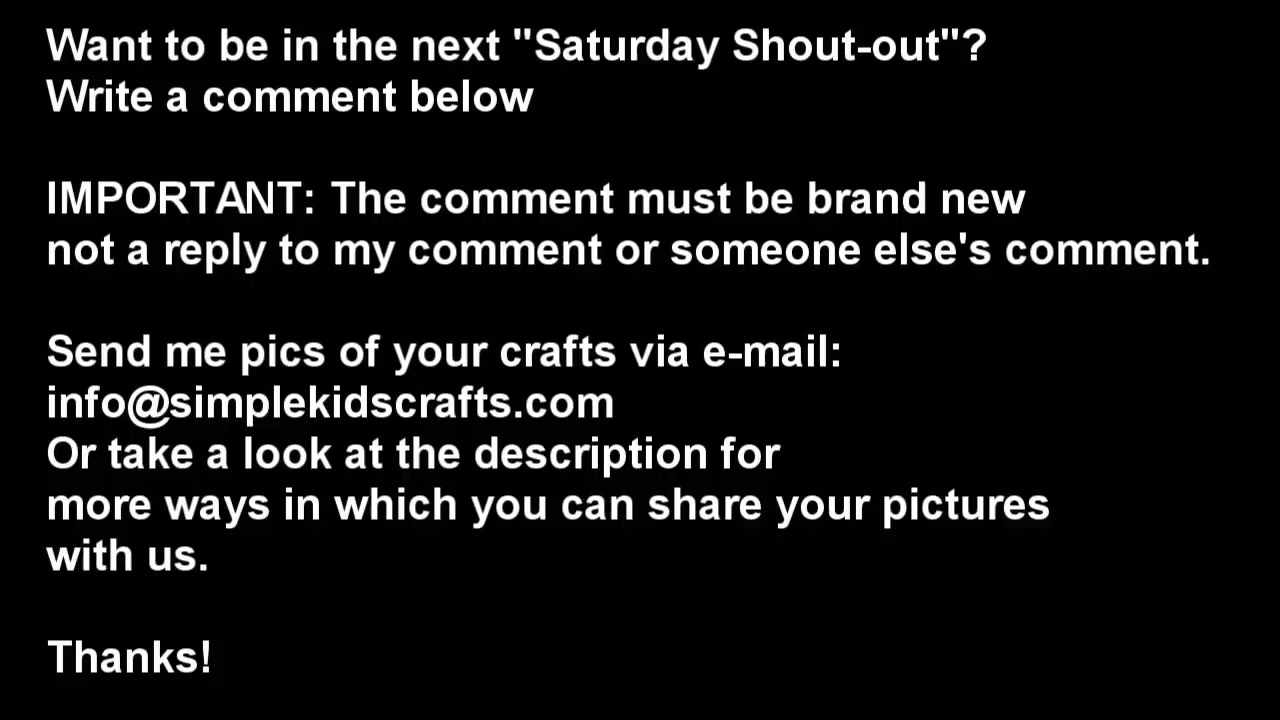 Want to be in the next "Saturday Shout-out"?
Write a comment below
IMPORTANT: The comment must be brand new
not a reply to my comment or someone else's comment.
Send me pics of your crafts via e-mail:
info@simplekidscrafts.com
Or take a look at the description for
more ways in which you can share your pictures
with us.
Thanks!